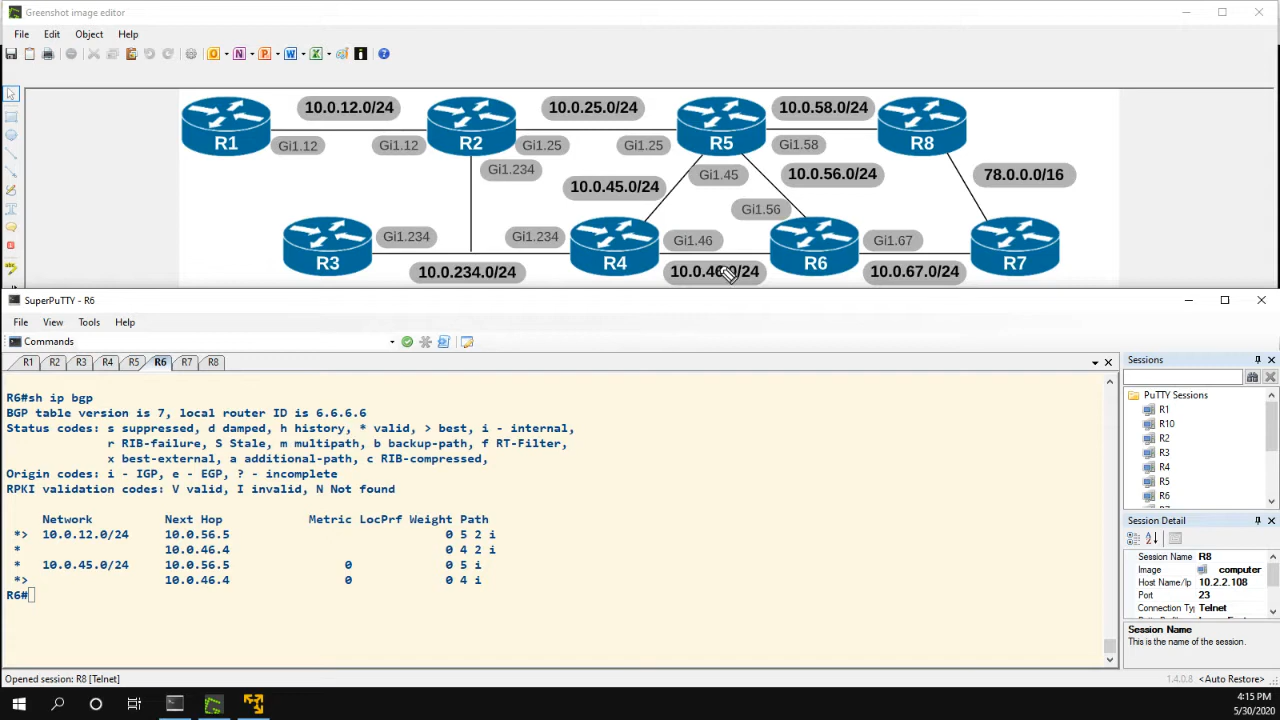 Greenshot image editor
File Edit Object Help
10.0.12.0/24 10.0.25.0/24 10.0.58.0/24
R1 Gi1.12 Gi1.12 R2 Gi1.25 Gi1.25 R5 Gi1.58 R8
Gi1.234 10.0.45.0/24 Gi1.45 10.0.56.0/24 78.0.0.0/16
Gi1.56
R3 Gi1.234 Gi1.234 R4 Gi1.46 R6 Gi1.67 R7
10.0.234.0/24 10.0.46.0/24 10.0.67.0/24
SuperPuTTY - R6
File View Tools Help
Commands
R1 R2 R3 R4 R5 R6 R7 R8
R6#sh ip bgp
BGP table version is 7, local router ID is 6.6.6.6
Status codes: s suppressed, d damped, h history, * valid, > best, i - internal,
r RIB-failure, S Stale, m multipath, b backup-path, f RT-Filter,
x best-external, a additional-path, c RIB-compressed,
Origin codes: i - IGP, e - EGP, ? - incomplete
RPKI validation codes: V valid, I invalid, N Not found
Network Next Hop Metric LocPrf Weight Path
*> 10.0.12.0/24 10.0.56.5 0 5 2 i
* 10.0.46.4 0 4 2 i
* 10.0.45.0/24 10.0.56.5 0 0 5 i
*> 10.0.46.4 0 0 4 i
R6#
Sessions
PuTTY Sessions
R1
R10
R2
R3
R4
R5
R6
Session Detail
Session Name R8
Image computer
Host Name/Ip 10.2.2.108
Port 23
Connection Ty Telnet
Session Name
This is the name of the session.
Opened session: R8 [Telnet]
1.4.0.8 <Auto Restore>
4:15 PM
5/30/2020